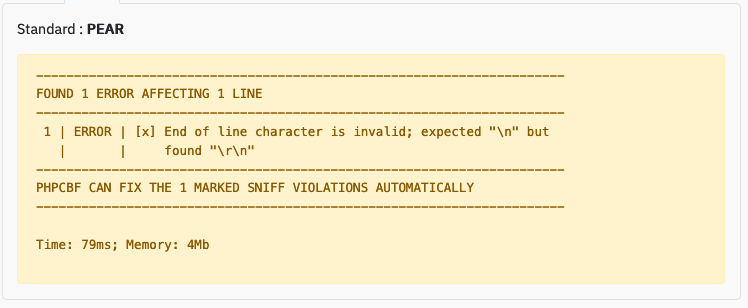 Standard : PEAR
----------------------------------------------------------------------
FOUND 1 ERROR AFFECTING 1 LINE
----------------------------------------------------------------------
 1 | ERROR | [x] End of line character is invalid; expected "\n" but
   |       |     found "\r\n"
----------------------------------------------------------------------
PHPCBF CAN FIX THE 1 MARKED SNIFF VIOLATIONS AUTOMATICALLY
----------------------------------------------------------------------
Time: 79ms; Memory: 4Mb